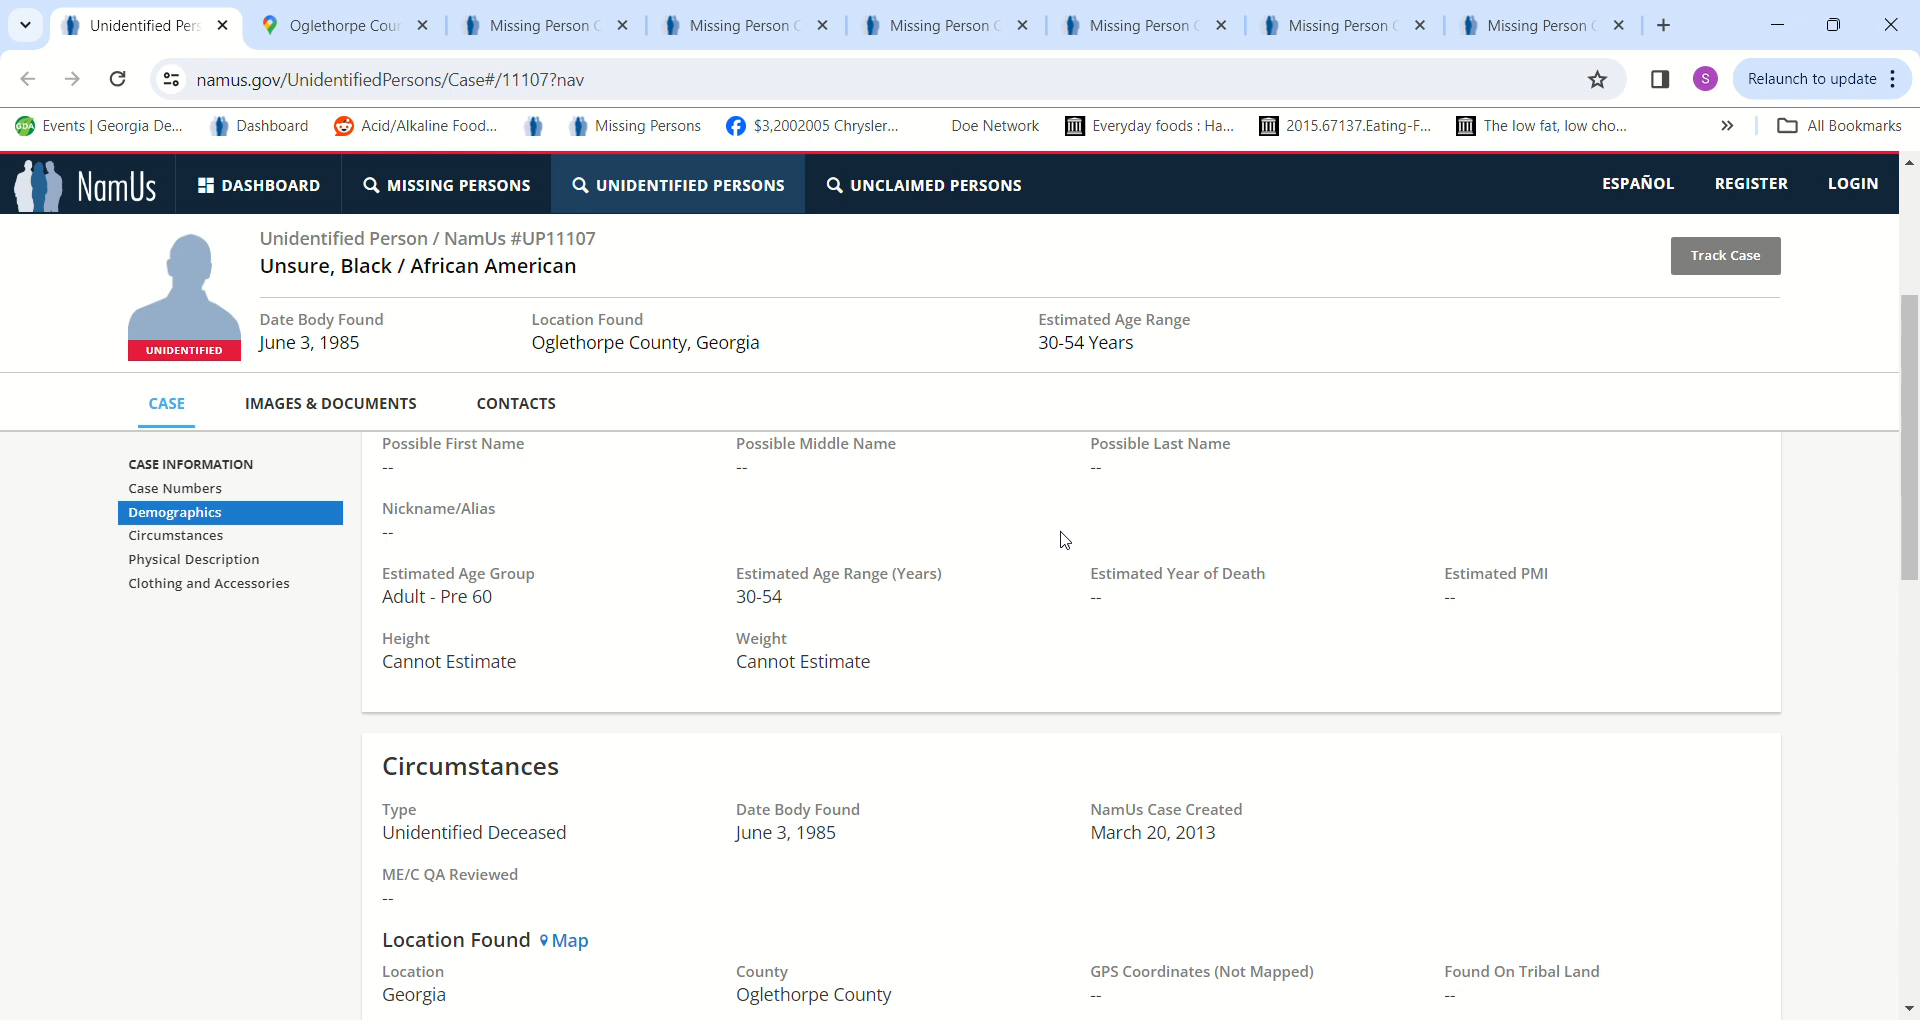 Unidentified Pers
Oglethorpe Cour
Missing Person C
Missing Person C
Missing Person C
Missing Person C
Missing Person C
Missing Person C
namus.gov/UnidentifiedPersons/Case#/11107?nav
S
Relaunch to update
GDA Events | Georgia De...
Dashboard
Acid/Alkaline Food...
Missing Persons
$3,2002005 Chrysler...
Doe Network
Everyday foods : Ha...
2015.67137.Eating-F...
The low fat, low cho...
»
All Bookmarks
NamUs
DASHBOARD
MISSING PERSONS
UNIDENTIFIED PERSONS
UNCLAIMED PERSONS
ESPAÑOL
REGISTER
LOGIN
UNIDENTIFIED
Unidentified Person / NamUs #UP11107
Unsure, Black / African American
Track Case
Date Body Found
June 3, 1985
Location Found
Oglethorpe County, Georgia
Estimated Age Range
30-54 Years
CASE
IMAGES & DOCUMENTS
CONTACTS
CASE INFORMATION
Case Numbers
Demographics
Circumstances
Physical Description
Clothing and Accessories
Possible First Name
--
Possible Middle Name
--
Possible Last Name
--
Nickname/Alias
--
Estimated Age Group
Adult - Pre 60
Estimated Age Range (Years)
30-54
Estimated Year of Death
--
Estimated PMI
--
Height
Cannot Estimate
Weight
Cannot Estimate
Circumstances
Type
Unidentified Deceased
Date Body Found
June 3, 1985
NamUs Case Created
March 20, 2013
ME/C QA Reviewed
--
Location Found Map
Location
Georgia
County
Oglethorpe County
GPS Coordinates (Not Mapped)
--
Found On Tribal Land
--